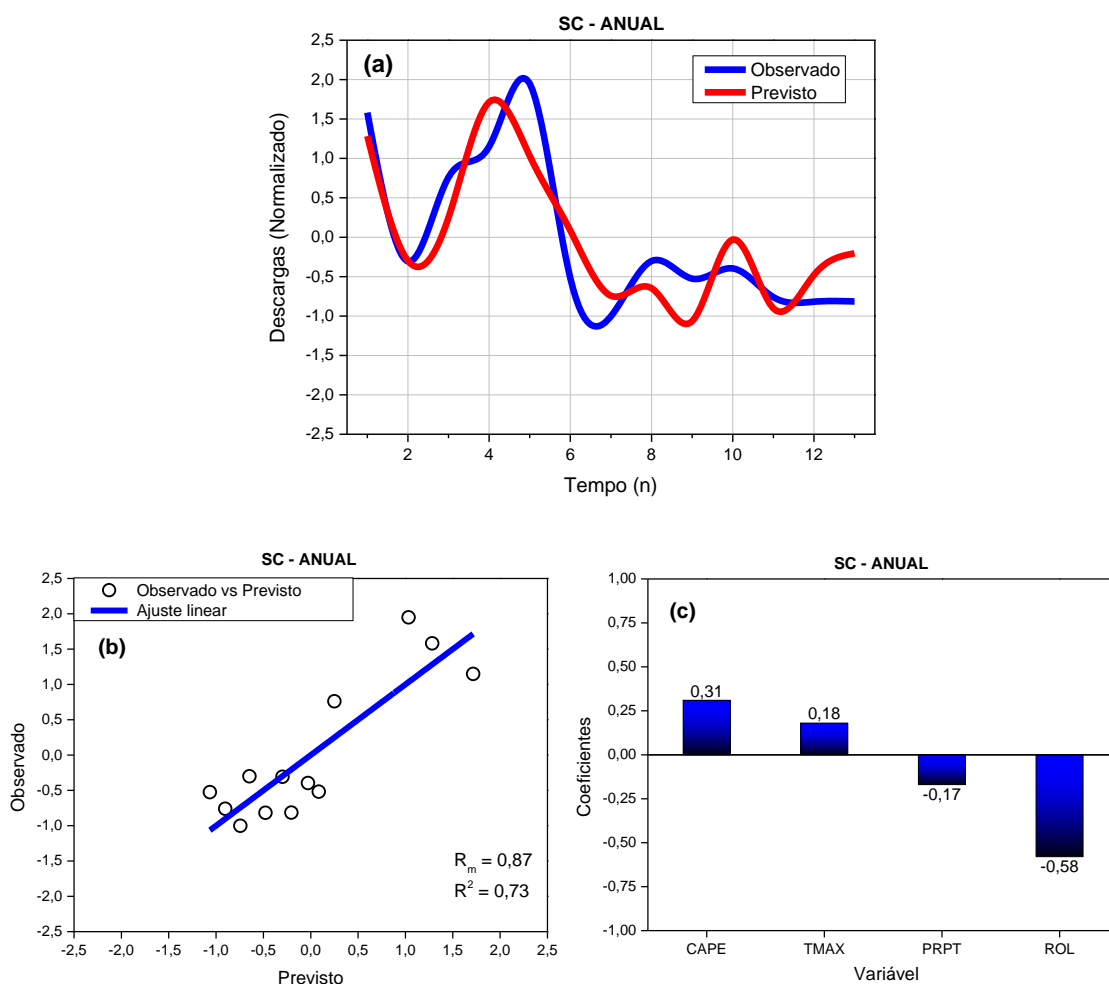 SC - ANUAL
(a)
Observado
Previsto
Descargas (Normalizado)
2,5
2,0
1,5
1,0
0,5
0,0
-0,5
-1,0
-1,5
-2,0
-2,5
2 4 6 8 10 12
Tempo (n)
SC - ANUAL
Observado vs Previsto
Ajuste linear
(b)
Observado
2,5
2,0
1,5
1,0
0,5
0,0
-0,5
-1,0
-1,5
-2,0
-2,5
R_m = 0,87
R² = 0,73
-2,5 -2,0 -1,5 -1,0 -0,5 0,0 0,5 1,0 1,5 2,0 2,5
Previsto
SC - ANUAL
(c)
Coeficientes
1,00
0,75
0,50
0,25
0,00
-0,25
-0,50
-0,75
-1,00
0,31
0,18
-0,17
-0,58
CAPE TMAX PRPT ROL
Variável